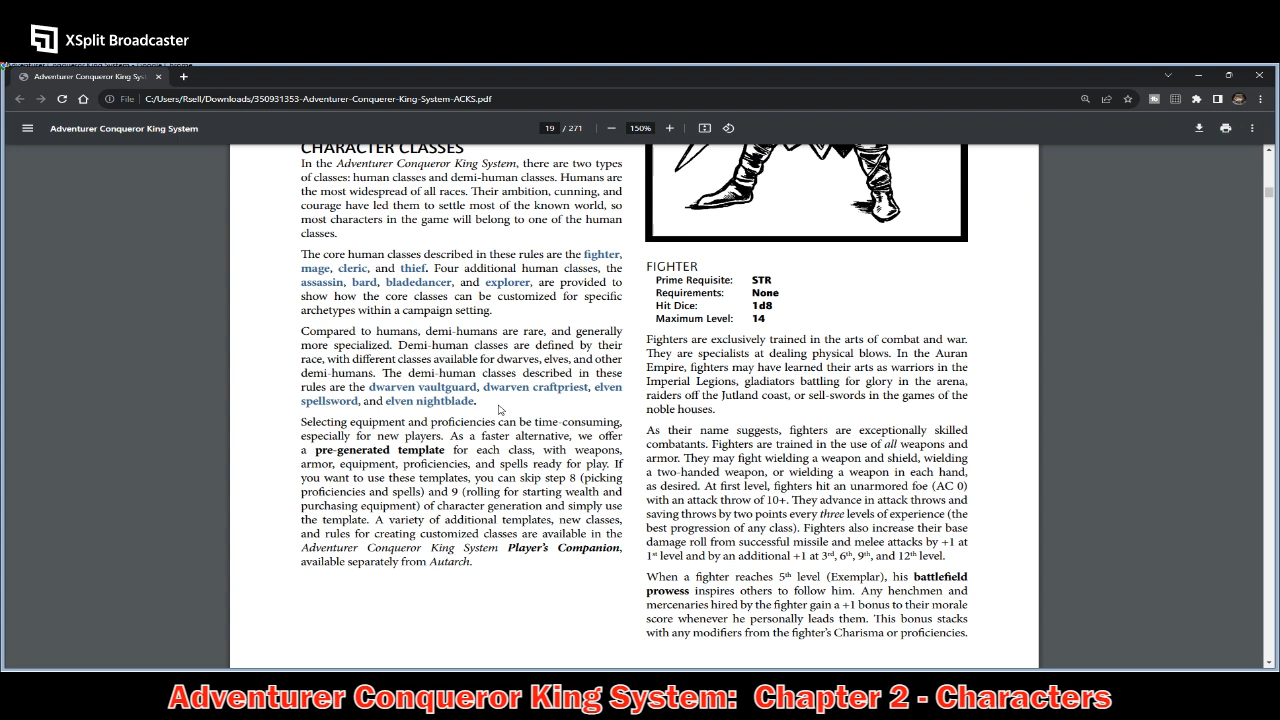 XSplit Broadcaster
Adventurer Conqueror King Sys
File
C:/Users/Rsell/Downloads/350931353-Adventurer-Conquerer-King-System-ACKS.pdf
Adventurer Conqueror King System
19 / 271
150%
CHARACTER CLASSES
In the Adventurer Conqueror King System, there are two types
of classes: human classes and demi-human classes. Humans are
the most widespread of all races. Their ambition, cunning, and
courage have led them to settle most of the known world, so
most characters in the game will belong to one of the human
classes.
The core human classes described in these rules are the fighter,
mage, cleric, and thief. Four additional human classes, the
assassin, bard, bladedancer, and explorer, are provided to
show how the core classes can be customized for specific
archetypes within a campaign setting.
Compared to humans, demi-humans are rare, and generally
more specialized. Demi-human classes are defined by their
race, with different classes available for dwarves, elves, and other
demi-humans. The demi-human classes described in these
rules are the dwarven vaultguard, dwarven craftpriest, elven
spellsword, and elven nightblade.
Selecting equipment and proficiencies can be time-consuming,
especially for new players. As a faster alternative, we offer
a pre-generated template for each class, with weapons,
armor, equipment, proficiencies, and spells ready for play. If
you want to use these templates, you can skip step 8 (picking
proficiencies and spells) and 9 (rolling for starting wealth and
purchasing equipment) of character generation and simply use
the template. A variety of additional templates, new classes,
and rules for creating customized classes are available in the
Adventurer Conqueror King System Player's Companion,
available separately from Autarch.
FIGHTER
Prime Requisite: STR
Requirements: None
Hit Dice: 1d8
Maximum Level: 14
Fighters are exclusively trained in the arts of combat and war.
They are specialists at dealing physical blows. In the Auran
Empire, fighters may have learned their arts as warriors in the
Imperial Legions, gladiators battling for glory in the arena,
raiders off the Jutland coast, or sell-swords in the games of the
noble houses.
As their name suggests, fighters are exceptionally skilled
combatants. Fighters are trained in the use of all weapons and
armor. They may fight wielding a weapon and shield, wielding
a two-handed weapon, or wielding a weapon in each hand,
as desired. At first level, fighters hit an unarmored foe (AC 0)
with an attack throw of 10+. They advance in attack throws and
saving throws by two points every three levels of experience (the
best progression of any class). Fighters also increase their base
damage roll from successful missile and melee attacks by +1 at
1st level and by an additional +1 at 3rd, 6th, 9th, and 12th level.
When a fighter reaches 5th level (Exemplar), his battlefield
prowess inspires others to follow him. Any henchmen and
mercenaries hired by the fighter gain a +1 bonus to their morale
score whenever he personally leads them. This bonus stacks
with any modifiers from the fighter's Charisma or proficiencies.
Adventurer Conqueror King System: Chapter 2 - Characters